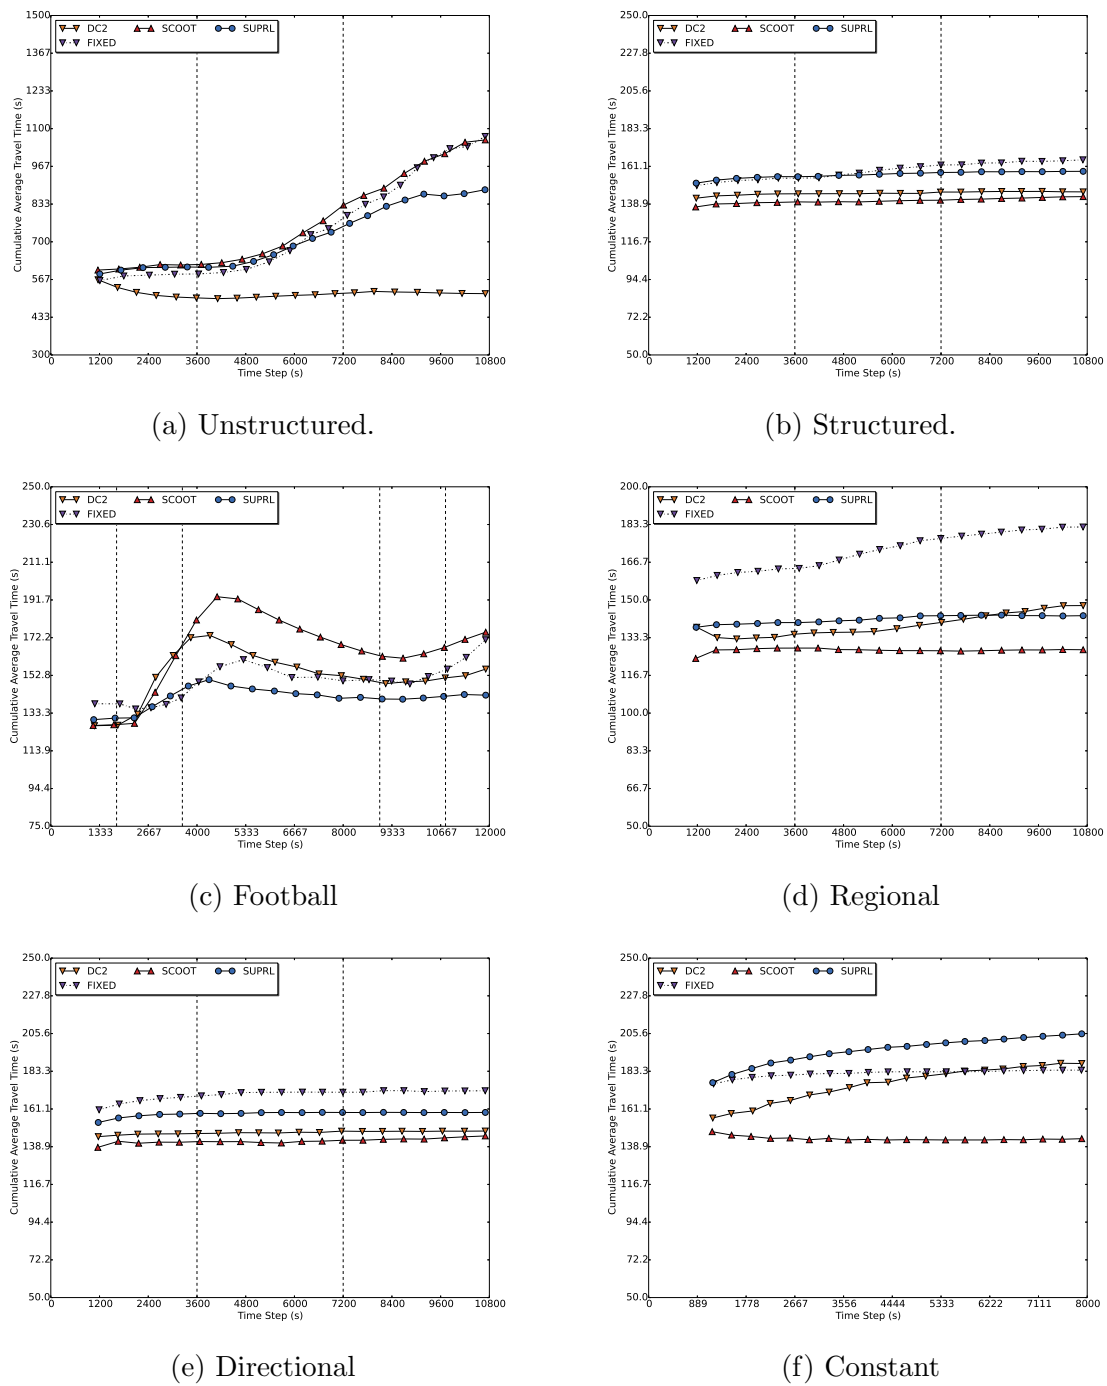 DC2 SCOOT SUPRL
FIXED
Cumulative Average Travel Time (s)
1500
1367
1233
1100
967
833
700
567
433
300
0 1200 2400 3600 4800 6000 7200 8400 9600 10800
Time Step (s)
(a) Unstructured.
DC2 SCOOT SUPRL
FIXED
Cumulative Average Travel Time (s)
250.0
227.8
205.6
183.3
161.1
138.9
116.7
94.4
72.2
50.0
0 1200 2400 3600 4800 6000 7200 8400 9600 10800
Time Step (s)
(b) Structured.
DC2 SCOOT SUPRL
FIXED
Cumulative Average Travel Time (s)
250.0
230.6
211.1
191.7
172.2
152.8
133.3
113.9
94.4
75.0
0 1333 2667 4000 5333 6667 8000 9333 10667 12000
Time Step (s)
(c) Football
DC2 SCOOT SUPRL
FIXED
Cumulative Average Travel Time (s)
200.0
183.3
166.7
150.0
133.3
116.7
100.0
83.3
66.7
50.0
0 1200 2400 3600 4800 6000 7200 8400 9600 10800
Time Step (s)
(d) Regional
DC2 SCOOT SUPRL
FIXED
Cumulative Average Travel Time (s)
250.0
227.8
205.6
183.3
161.1
138.9
116.7
94.4
72.2
50.0
0 1200 2400 3600 4800 6000 7200 8400 9600 10800
Time Step (s)
(e) Directional
DC2 SCOOT SUPRL
FIXED
Cumulative Average Travel Time (s)
250.0
227.8
205.6
183.3
161.1
138.9
116.7
94.4
72.2
50.0
0 889 1778 2667 3556 4444 5333 6222 7111 8000
Time Step (s)
(f) Constant